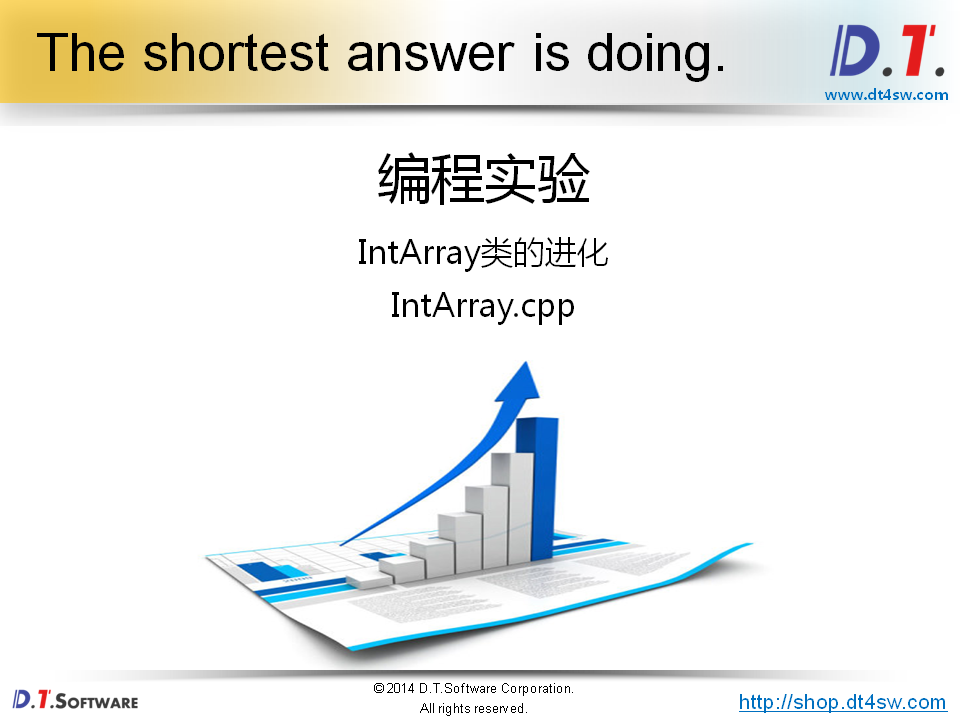 The shortest answer is doing.
D.T.
www.dt4sw.com
编程实验
IntArray类的进化
IntArray.cpp
2009
D.T.SOFTWARE
©2014 D.T.Software Corporation.
All rights reserved.
http://shop.dt4sw.com